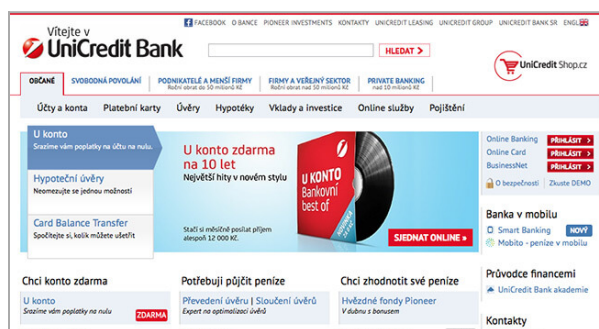 FACEBOOK O BANCE PIONEER INVESTMENTS KONTAKTY UNICREDIT LEASING UNICREDIT GROUP UNICREDIT BANK SR ENGL
Vítejte v
UniCredit Bank
HLEDAT >
UniCredit Shop.cz
OBČANÉ
SVOBODNÁ POVOLÁNÍ
PODNIKATELÉ A MENŠÍ FIRMY
Roční obrat do 50 milionů Kč
FIRMY A VEŘEJNÝ SEKTOR
Roční obrat nad 50 milionů Kč
PRIVATE BANKING
nad 10 milionů Kč
Účty a konta Platební karty Úvěry Hypotéky Vklady a investice Online služby Pojištění
U konto
Srazíme vám poplatky na účtu na nulu.
Hypoteční úvěry
Neomezujte se jednou možností
Card Balance Transfer
Spočítejte si, kolik můžete ušetřit
U konto zdarma
na 10 let
Největší hity v novém stylu
Stačí si měsíčně posílat příjem
alespoň 12 000 Kč.
U KONTO
Bankovní
best of
SJEDNAT ONLINE »
Online Banking PŘIHLÁSIT >
Online Card PŘIHLÁSIT >
BusinessNet PŘIHLÁSIT >
O bezpečnosti Zkuste DEMO
Banka v mobilu
Smart Banking NOVÝ
Mobito - peníze v mobilu
Průvodce financemi
UniCredit Bank akademie
Kontakty
Chci konto zdarma
U konto
Srazíme vám poplatky na nulu
ZDARMA
Potřebuji půjčit peníze
Převedení úvěru | Sloučení úvěrů
Expert na optimalizaci úvěrů
Chci zhodnotit své peníze
Hvězdné fondy Pioneer
V dubnu s bonusem